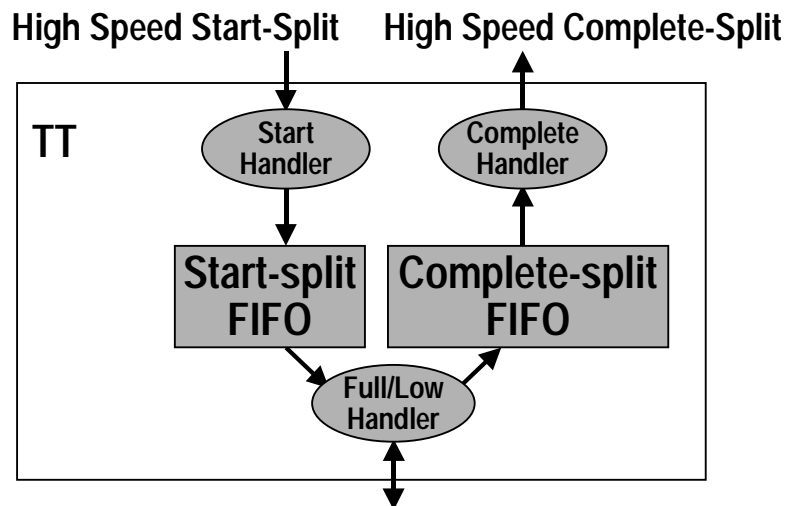 High Speed Start-Split
High Speed Complete-Split
TT
Start
Handler
Complete
Handler
Start-split
FIFO
Complete-split
FIFO
Full/Low
Handler